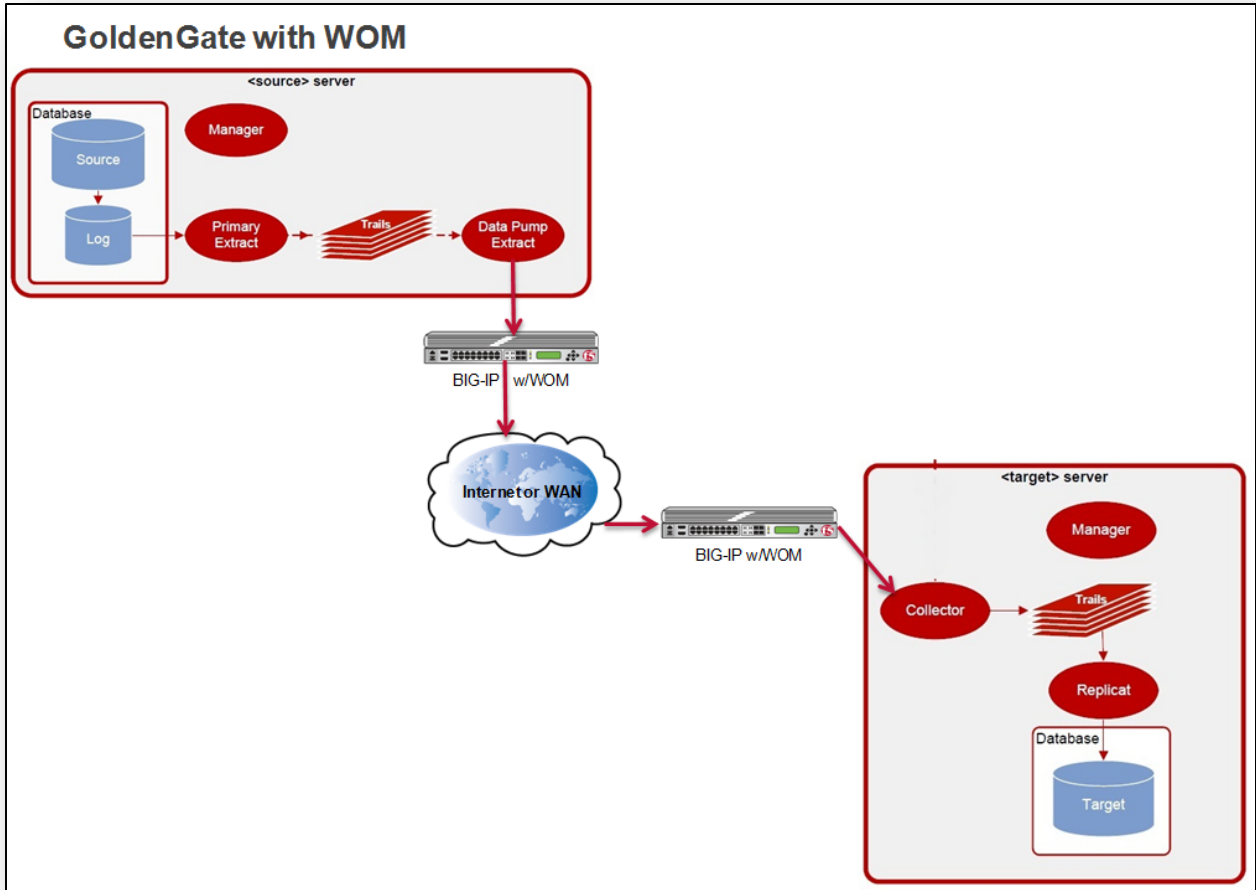 GoldenGate with WOM
<source> server
Database
Manager
Source
Log
Primary
Extract
Trails
Data Pump
Extract
BIG-IP w/WOM
Internet or WAN
BIG-IP w/WOM
<target> server
Manager
Collector
Trails
Replicat
Database
Target